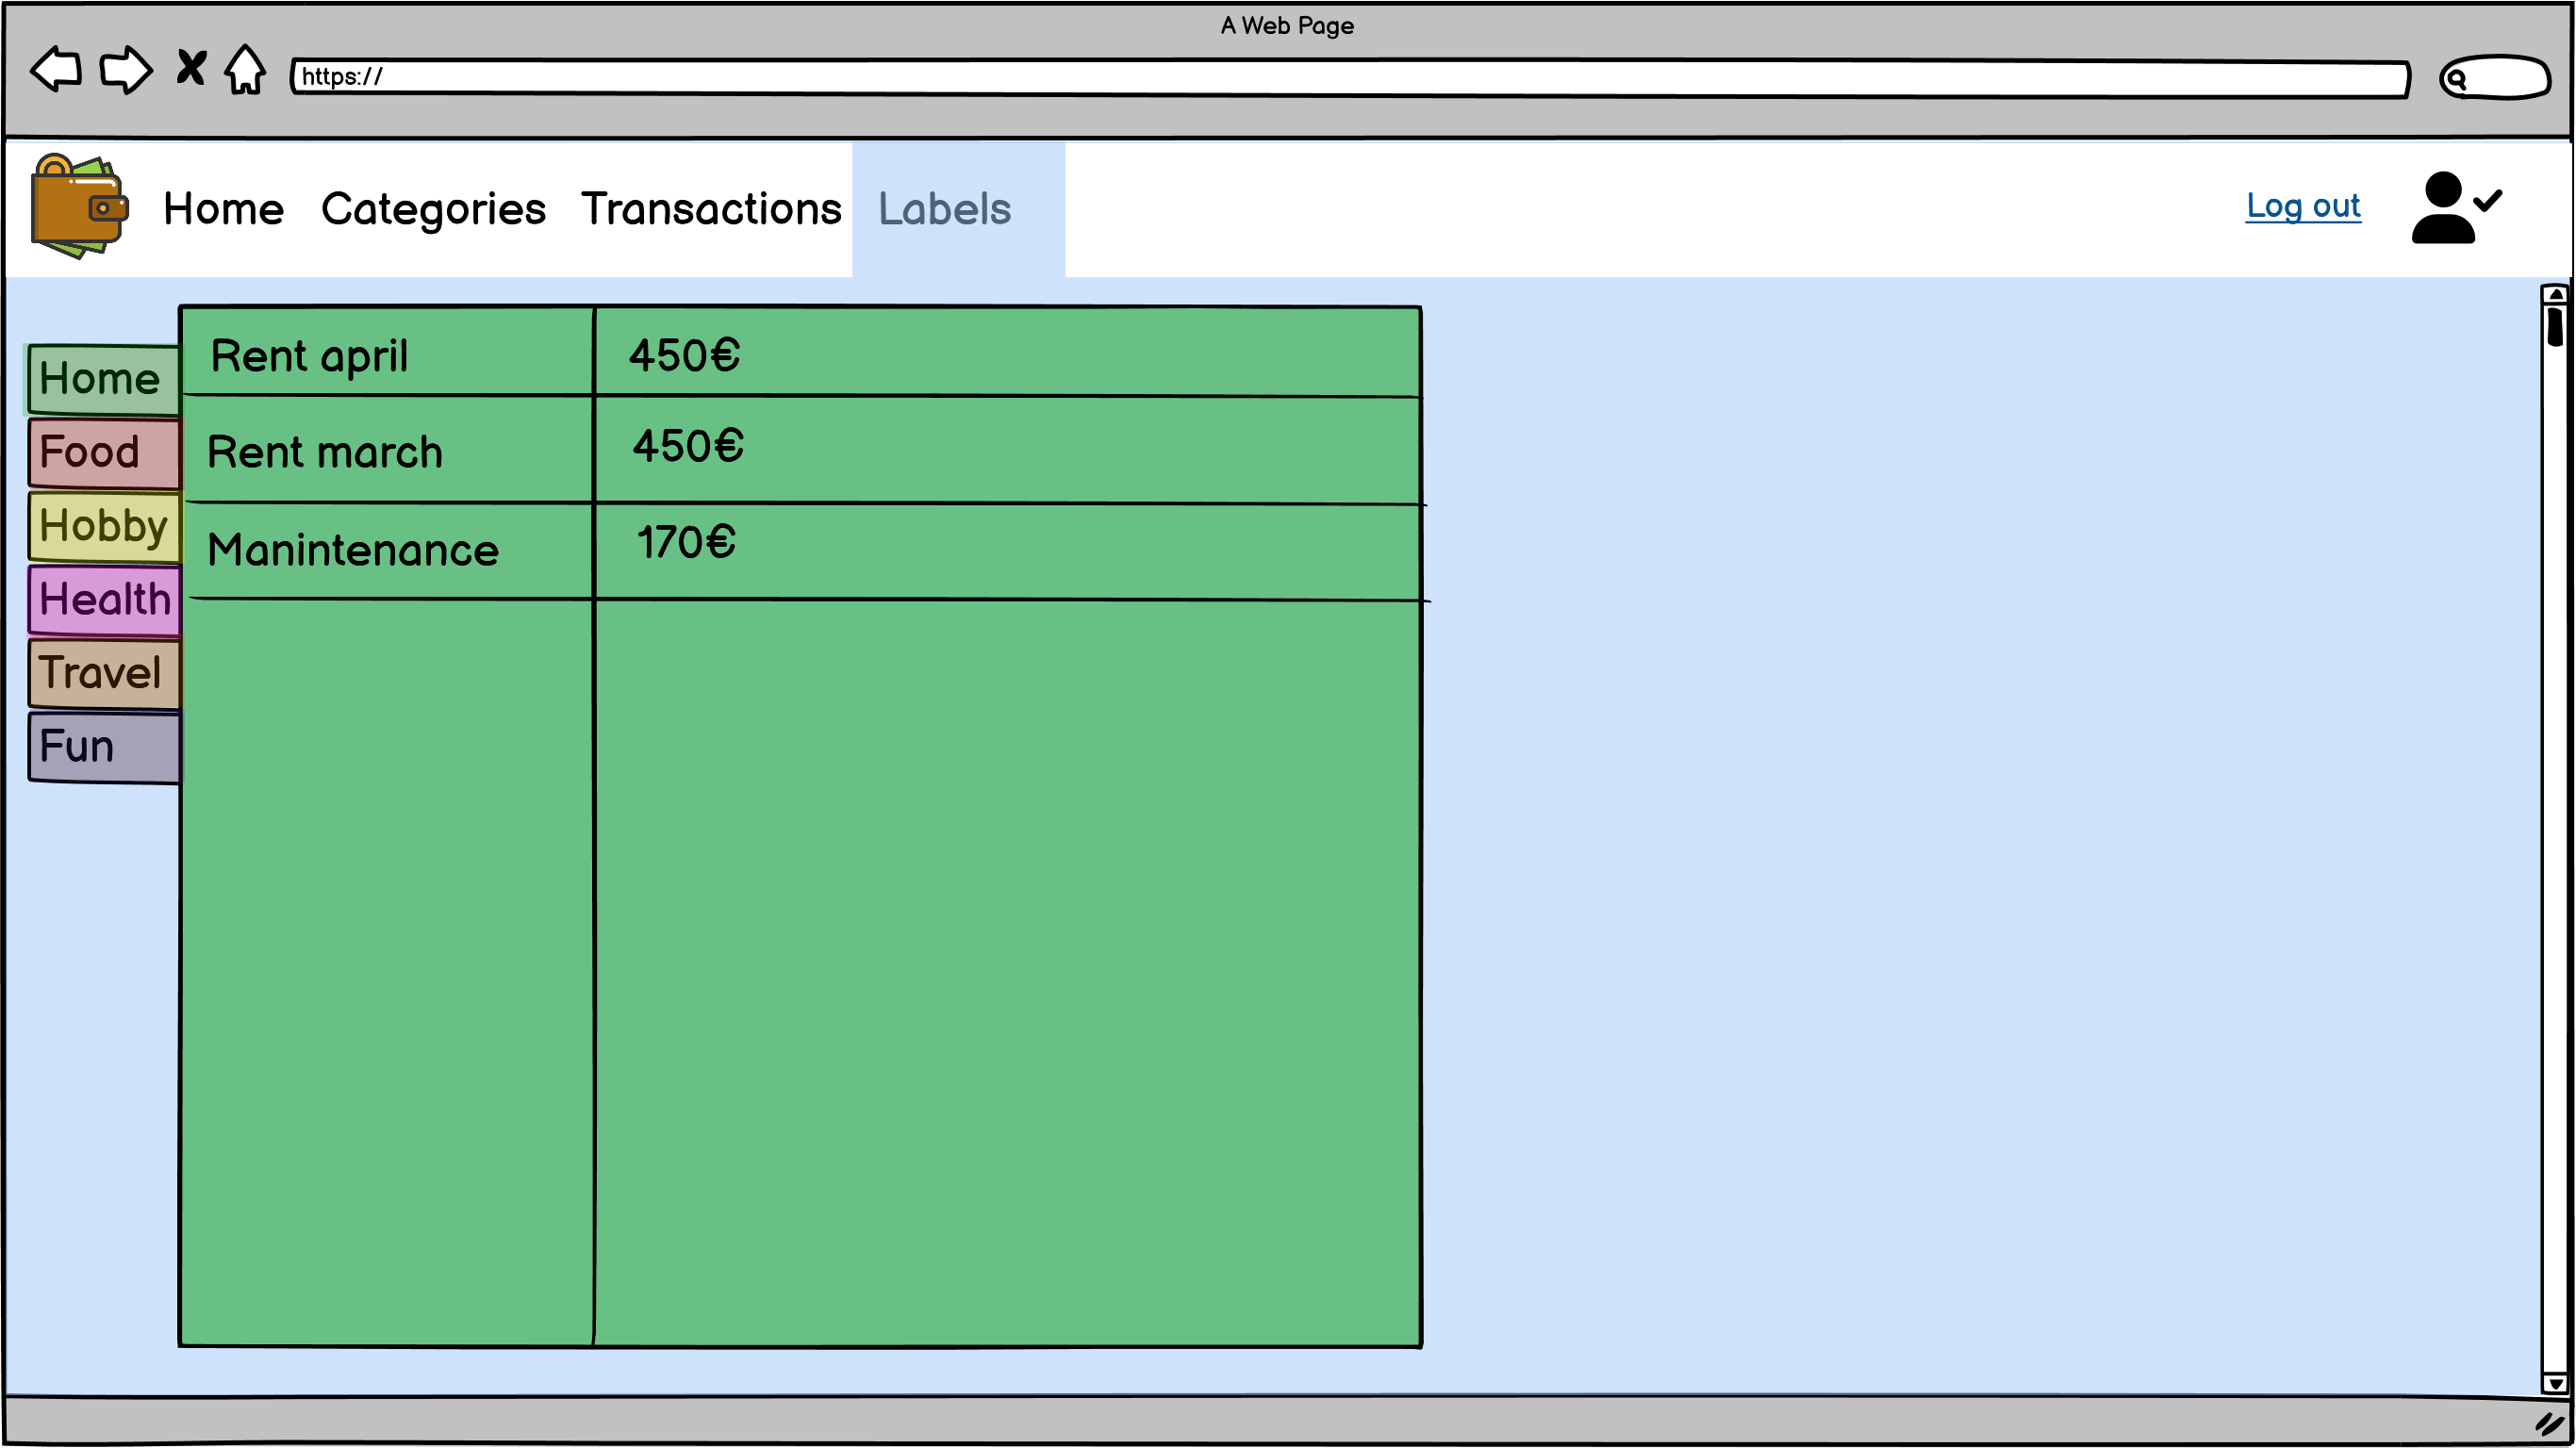 A Web Page
https://
Home Categories Transactions Labels Log out
Home
Food
Hobby
Health
Travel
Fun
Rent april 450€
Rent march 450€
Manintenance 170€